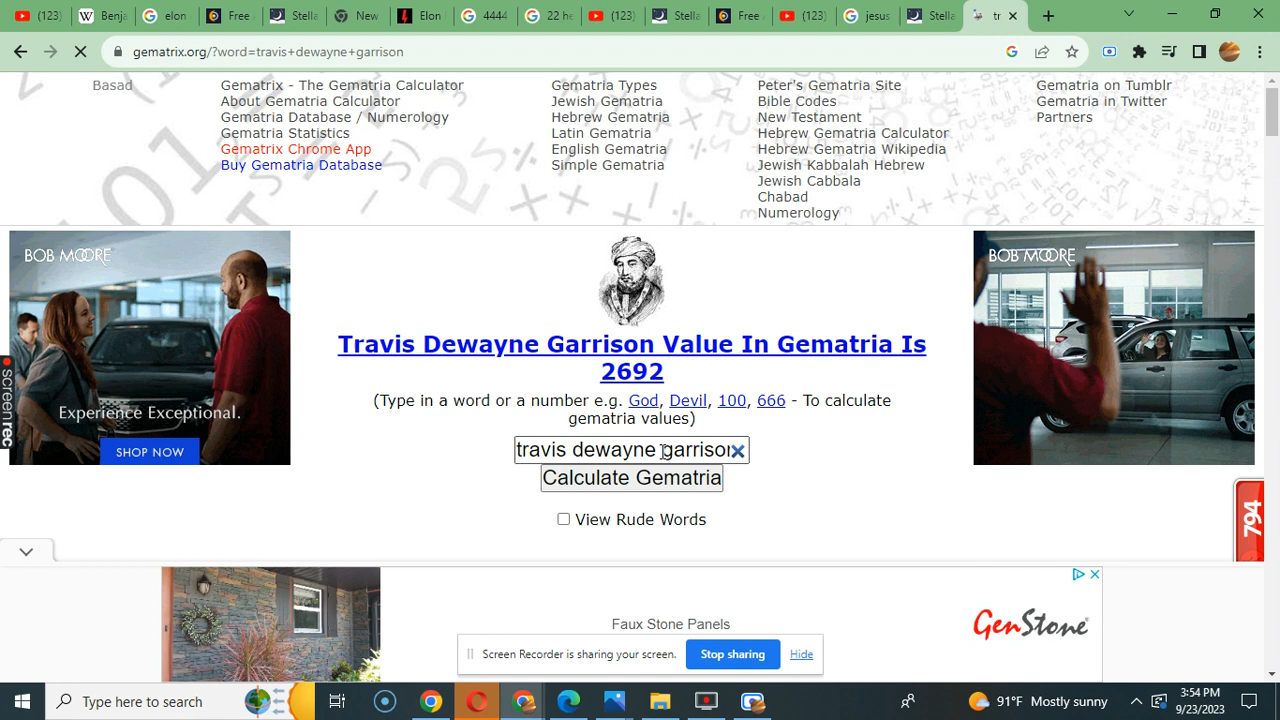 (123)
Benja
elon
Free
Stella
New
Elon
4444
22 he
(123)
Stella
Free
(123)
jesus
Stella
tr
gematrix.org/?word=travis+dewayne+garrison
Basad
Gematrix - The Gematria Calculator
About Gematria Calculator
Gematria Database / Numerology
Gematria Statistics
Gematrix Chrome App
Buy Gematria Database
Gematria Types
Jewish Gematria
Hebrew Gematria
Latin Gematria
English Gematria
Simple Gematria
Peter's Gematria Site
Bible Codes
New Testament
Hebrew Gematria Calculator
Hebrew Gematria Wikipedia
Jewish Kabbalah Hebrew
Jewish Cabbala
Chabad
Numerology
Gematria on Tumblr
Gematria in Twitter
Partners
BOB MOORE
Experience Exceptional.
SHOP NOW
Travis Dewayne Garrison Value In Gematria Is
2692
(Type in a word or a number e.g. God, Devil, 100, 666 - To calculate
gematria values)
travis dewayne garrison
Calculate Gematria
View Rude Words
BOB MOORE
screenrec
794
Faux Stone Panels
GenStone
Screen Recorder is sharing your screen.
Stop sharing
Hide
Type here to search
91°F Mostly sunny
3:54 PM
9/23/2023